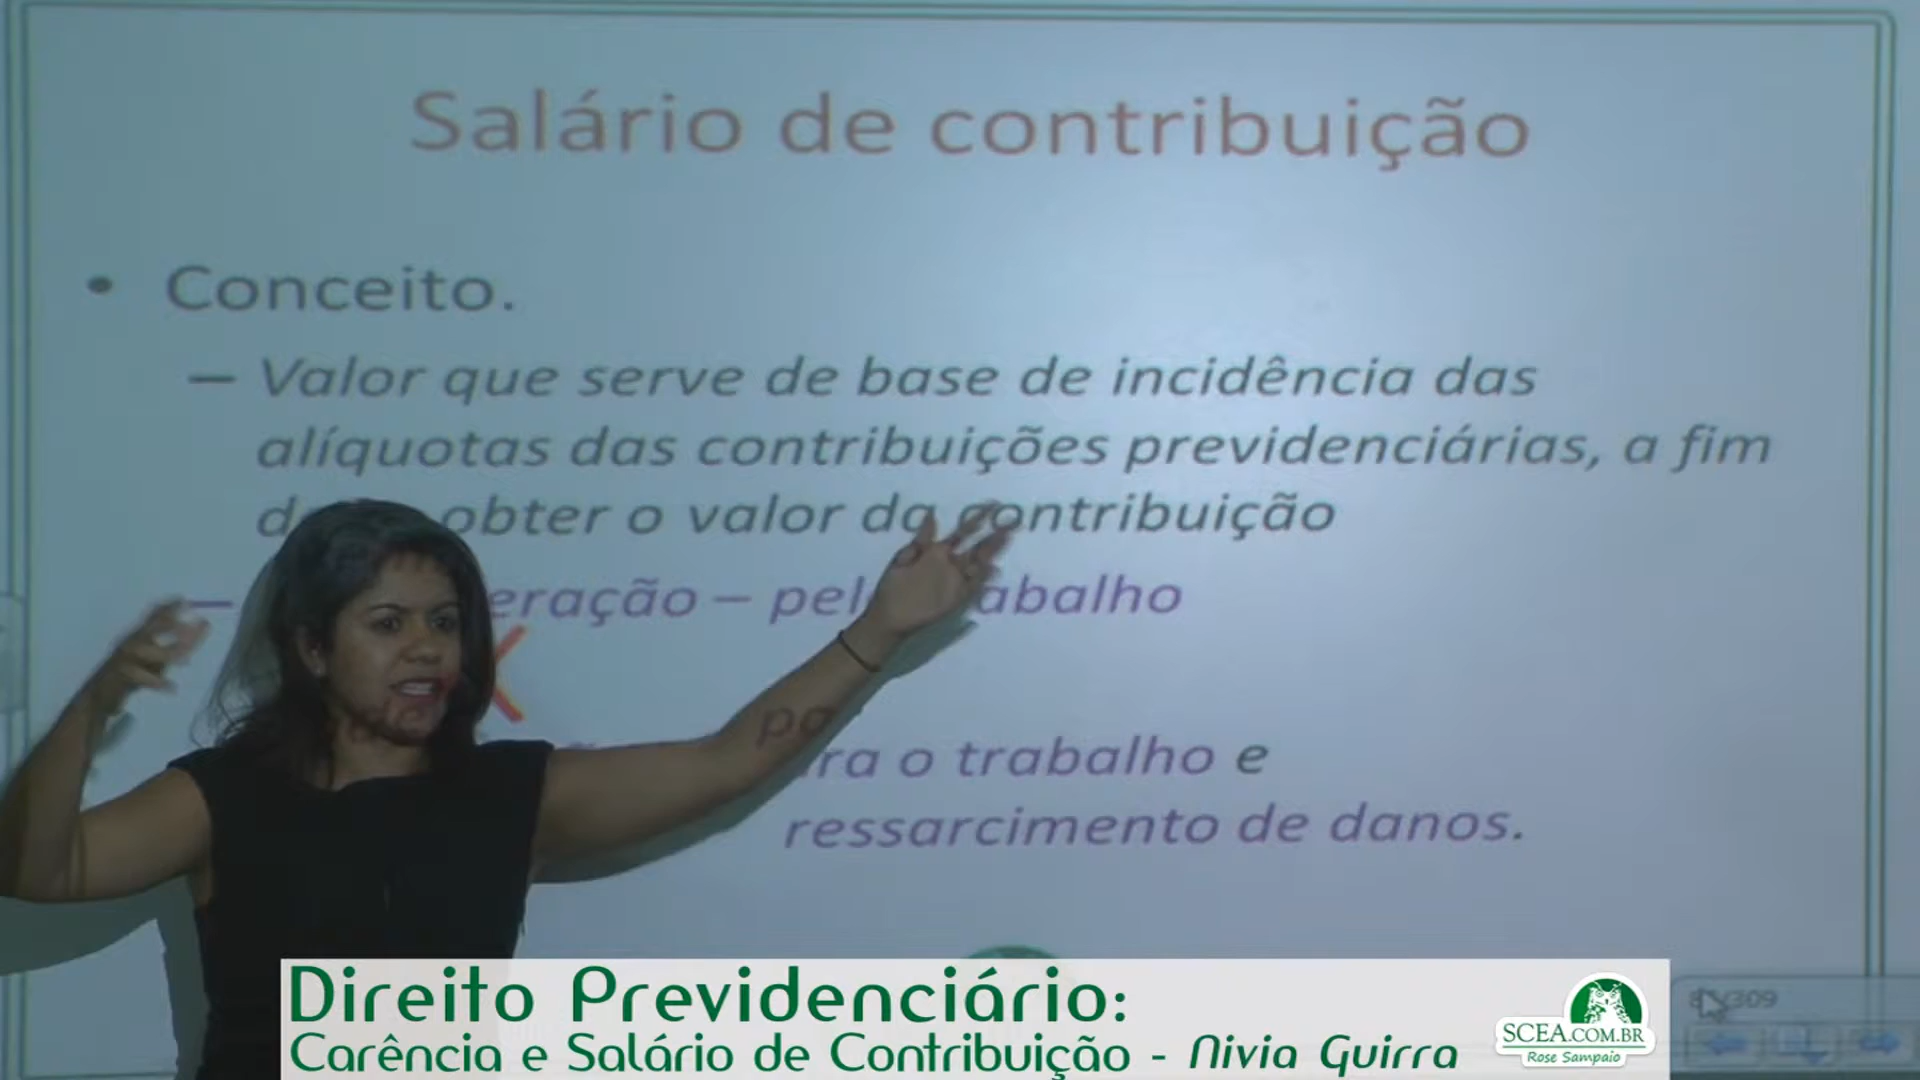 Salário de contribuição
• Conceito.
– Valor que serve de base de incidência das
alíquotas das contribuições previdenciárias, a fim
obter o valor da contribuição
– eração – pel abalho
X
para o trabalho e
ressarcimento de danos.
Direito Previdenciário:
Carência e Salário de Contribuição - Nivia Guirra
SCEA.COM.BR
Rose Sampaio